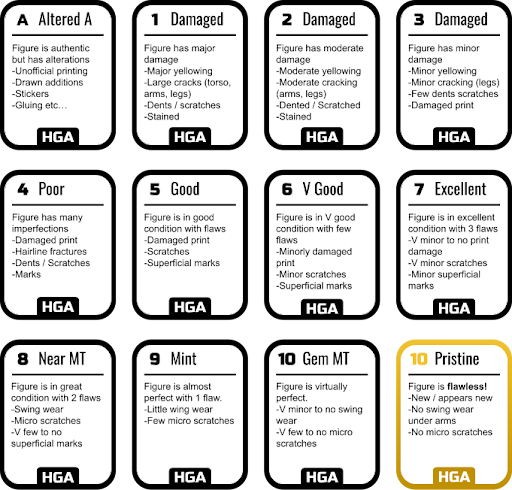 A Altered A
Figure is authentic
but has alterations
-Unofficial printing
-Drawn additions
-Stickers
-Gluing etc...
HGA
1 Damaged
Figure has major
damage
-Major yellowing
-Large cracks (torso,
arms, legs)
-Dents / scratches
-Stained
HGA
2 Damaged
Figure has moderate
damage
-Moderate yellowing
-Moderate cracking
(arms, legs)
-Dented / Scratched
-Stained
HGA
3 Damaged
Figure has minor
damage
-Minor yellowing
-Minor cracking (legs)
-Few dents scratches
-Damaged print
HGA
4 Poor
Figure has many
imperfections
-Damaged print
-Hairline fractures
-Dents / Scratches
-Marks
HGA
5 Good
Figure is in good
condition with flaws
-Damaged print
-Scratches
-Superficial marks
HGA
6 V Good
Figure is in V good
condition with few
flaws
-Minorly damaged
print
-Minor scratches
-Superficial marks
HGA
7 Excellent
Figure is in excellent
condition with 3 flaws
-V minor to no print
damage
-V minor scratches
-Minor superficial
marks
HGA
8 Near MT
Figure is in great
condition with 2 flaws
-Swing wear
-Micro scratches
-V few to no
superficial marks
HGA
9 Mint
Figure is almost
perfect with 1 flaw.
-Little wing wear
-Few micro scratches
HGA
10 Gem MT
Figure is virtually
perfect.
-V minor to no swing
wear
-V few to no micro
scratches
HGA
10 Pristine
Figure is flawless!
-New / appears new
-No swing wear
under arms
-No micro scratches
HGA